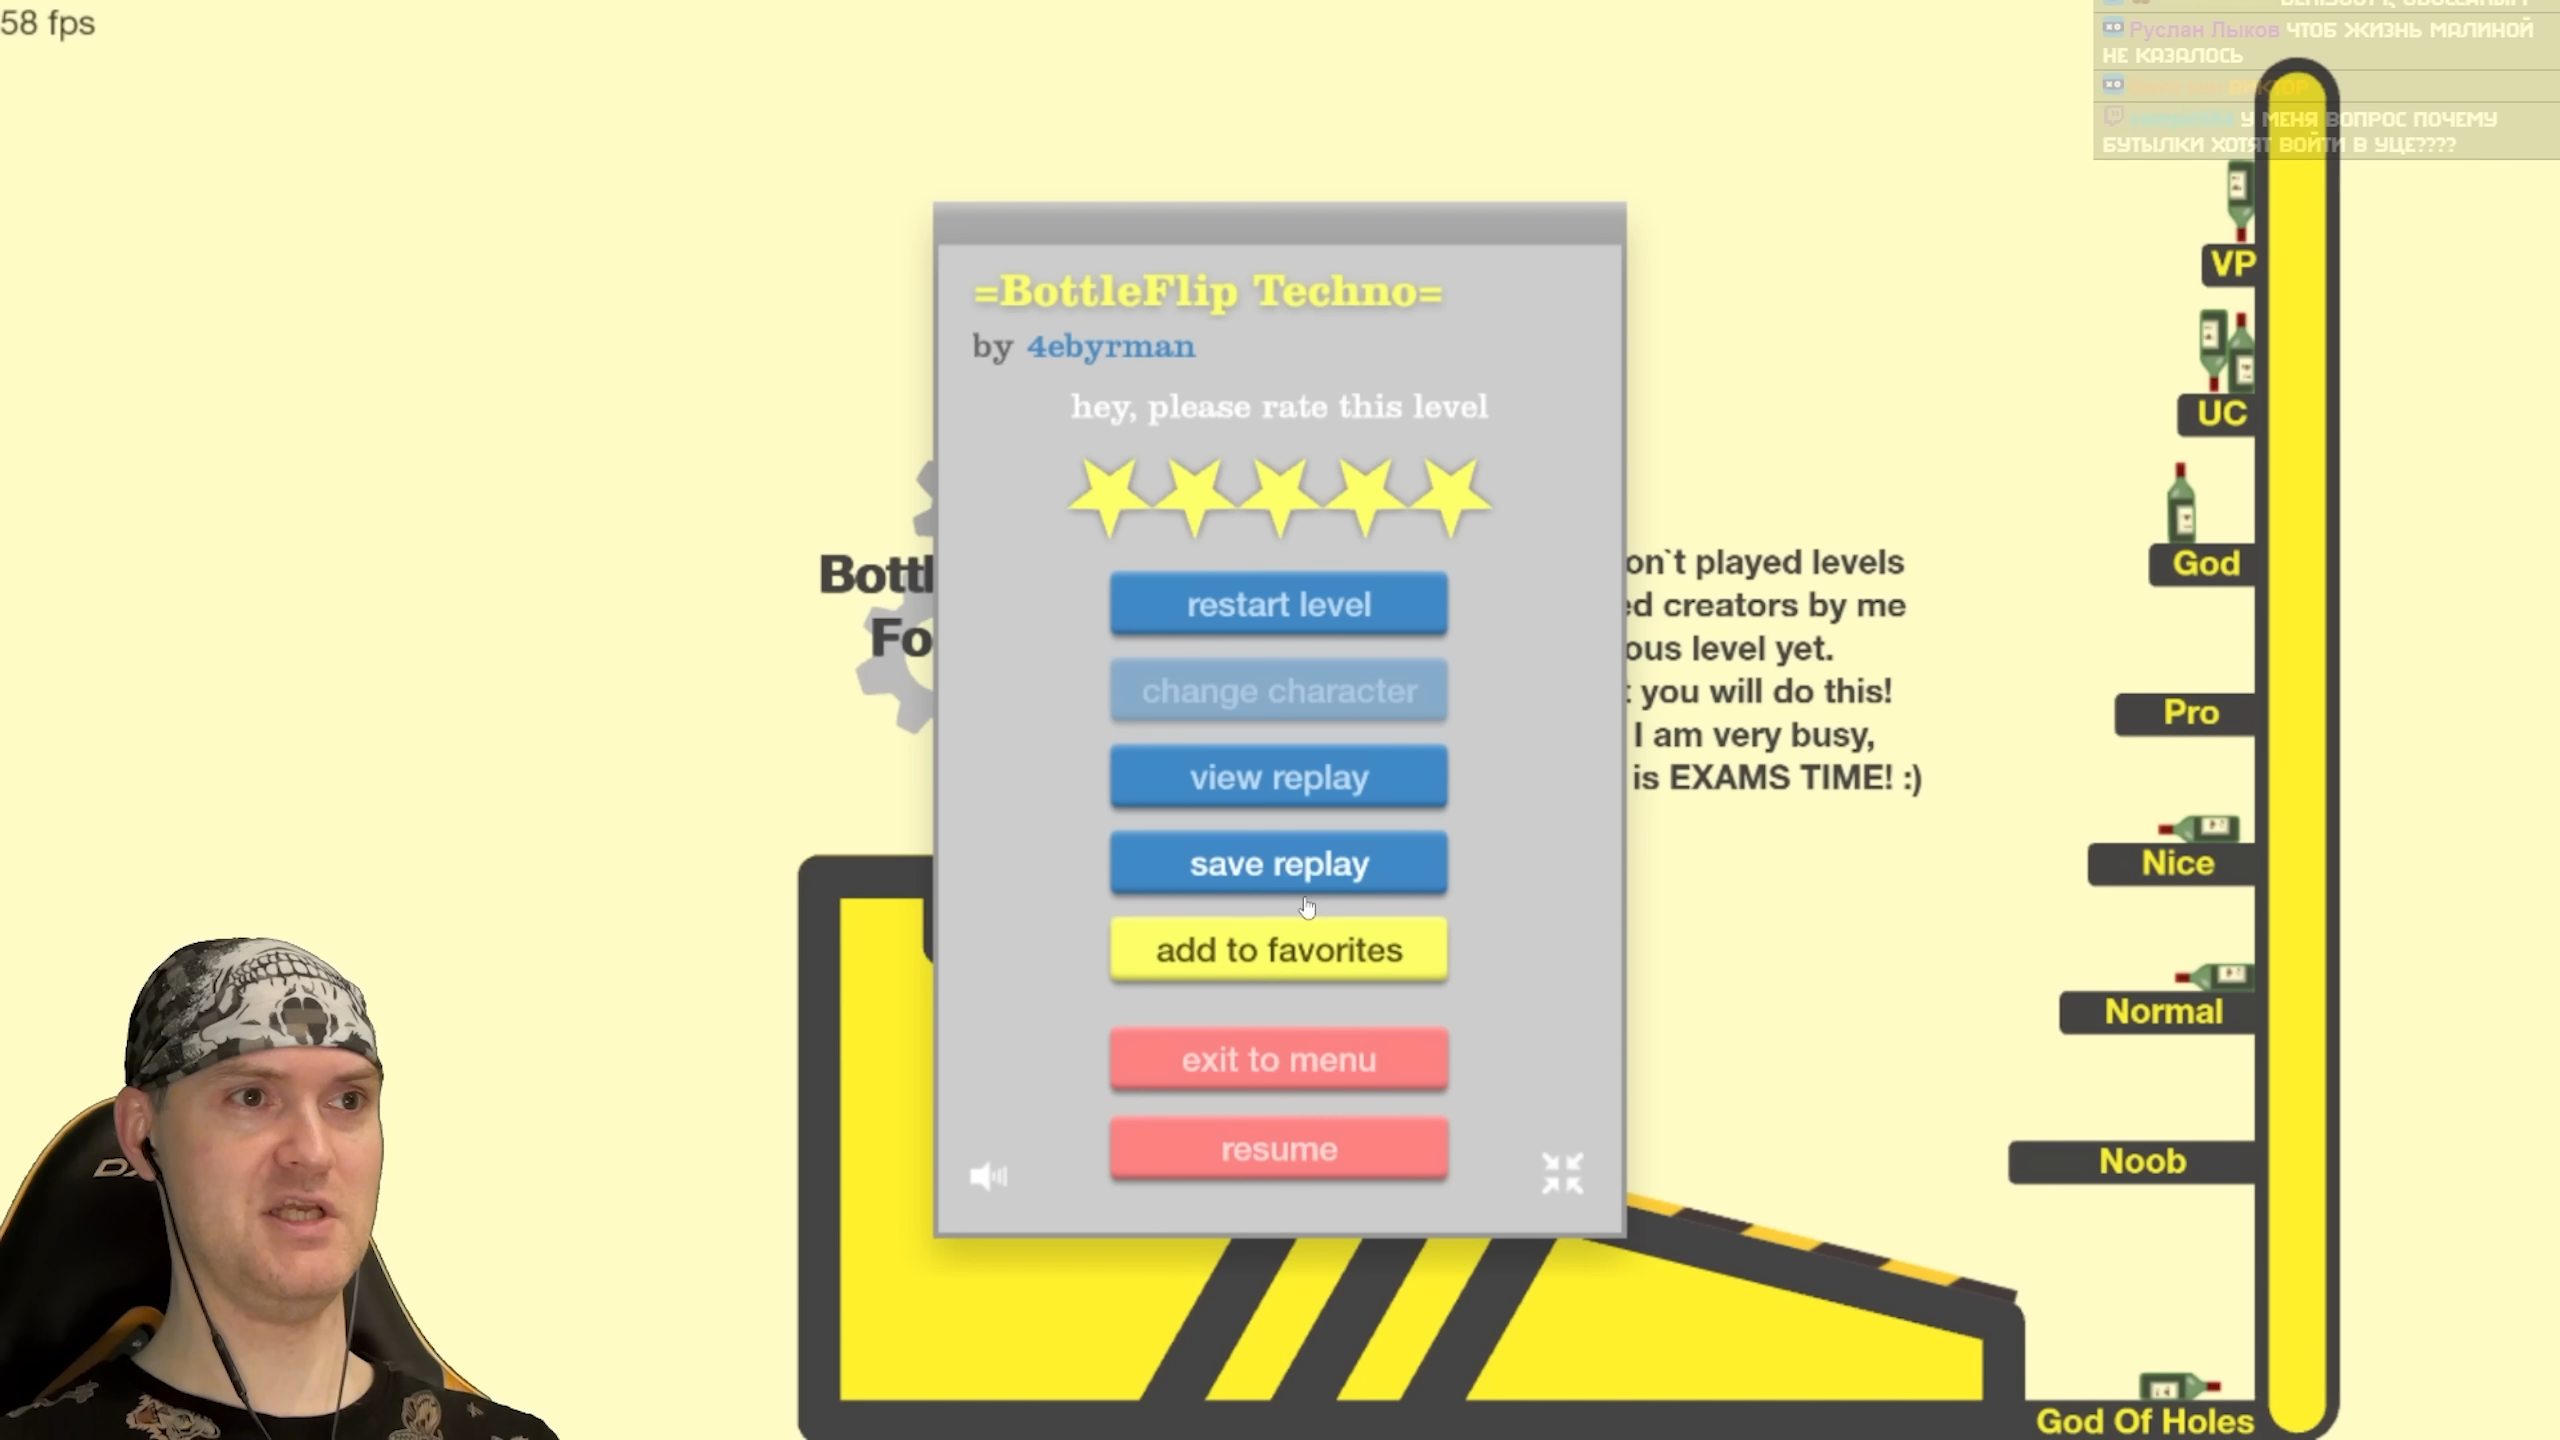 58 fps
Руслан Лыков ЧТОБ ЖИЗНЬ МАЛИНОЙ
НЕ КАЗАЛОСЬ
ВИКТОР
У МЕНЯ ВОПРОС ПОЧЕМУ
БУТЫЛКИ ХОТЯТ ВОЙТИ В УЦЕ????
=BottleFlip Techno=
by 4ebyrman
hey, please rate this level
restart level
change character
view replay
save replay
add to favorites
exit to menu
resume
Bottl
Fo
on`t played levels
ed creators by me
ous level yet.
t you will do this!
I am very busy,
is EXAMS TIME! :)
VP
UC
God
Pro
Nice
Normal
Noob
God Of Holes